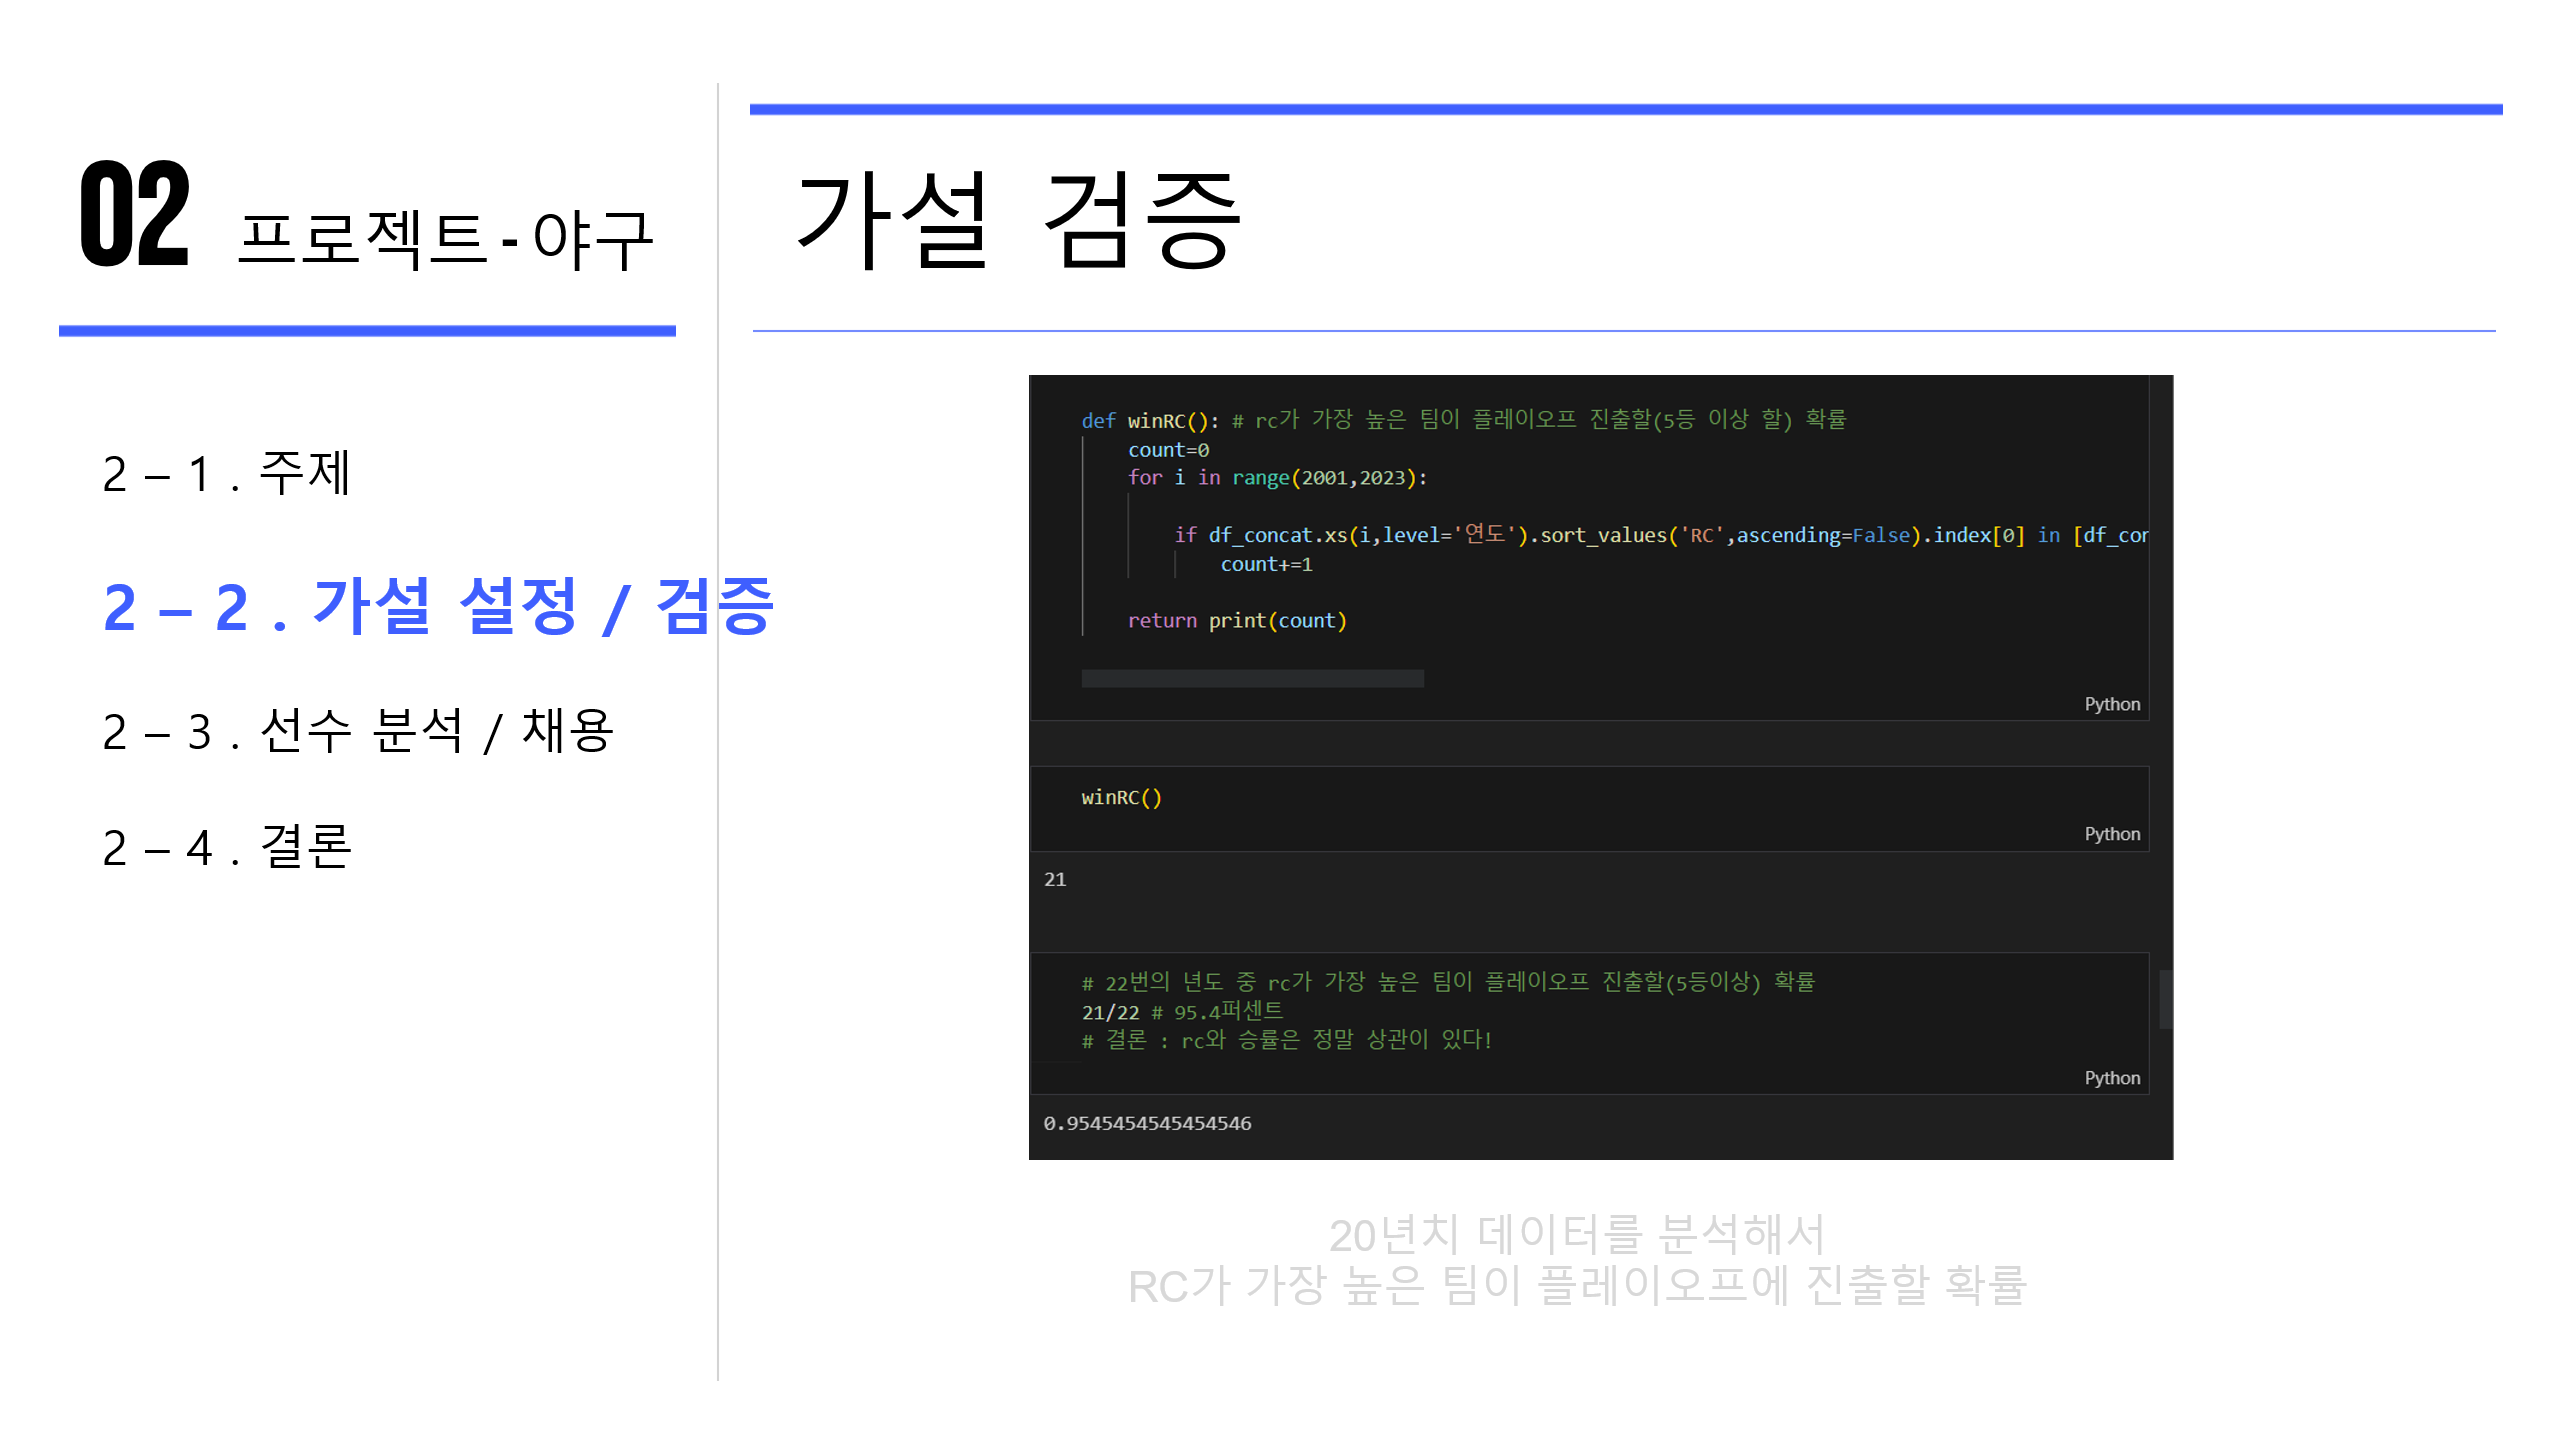 02 프로젝트-야구
2 – 1 . 주제
2 – 2 . 가설 설정 / 검증
2 – 3 . 선수 분석 / 채용
2 – 4 . 결론
가설 검증
def winRC(): # rc가 가장 높은 팀이 플레이오프 진출할(5등 이상 할) 확률
count=0
for i in range(2001,2023):
if df_concat.xs(i,level='연도').sort_values('RC',ascending=False).index[0] in [df_con
count+=1
return print(count)
Python
winRC()
Python
21
# 22번의 년도 중 rc가 가장 높은 팀이 플레이오프 진출할(5등이상) 확률
21/22 # 95.4퍼센트
# 결론 : rc와 승률은 정말 상관이 있다!
Python
0.9545454545454546
20년치 데이터를 분석해서
RC가 가장 높은 팀이 플레이오프에 진출할 확률